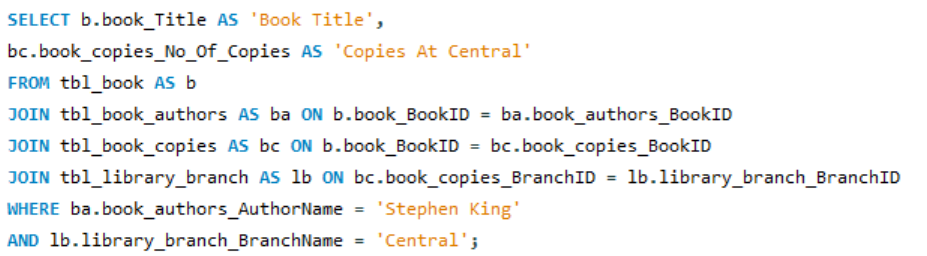 SELECT b.book_Title AS 'Book Title',
bc.book_copies_No_Of_Copies AS 'Copies At Central'
FROM tbl_book AS b
JOIN tbl_book_authors AS ba ON b.book_BookID = ba.book_authors_BookID
JOIN tbl_book_copies AS bc ON b.book_BookID = bc.book_copies_BookID
JOIN tbl_library_branch AS lb ON bc.book_copies_BranchID = lb.library_branch_BranchID
WHERE ba.book_authors_AuthorName = 'Stephen King'
AND lb.library_branch_BranchName = 'Central';